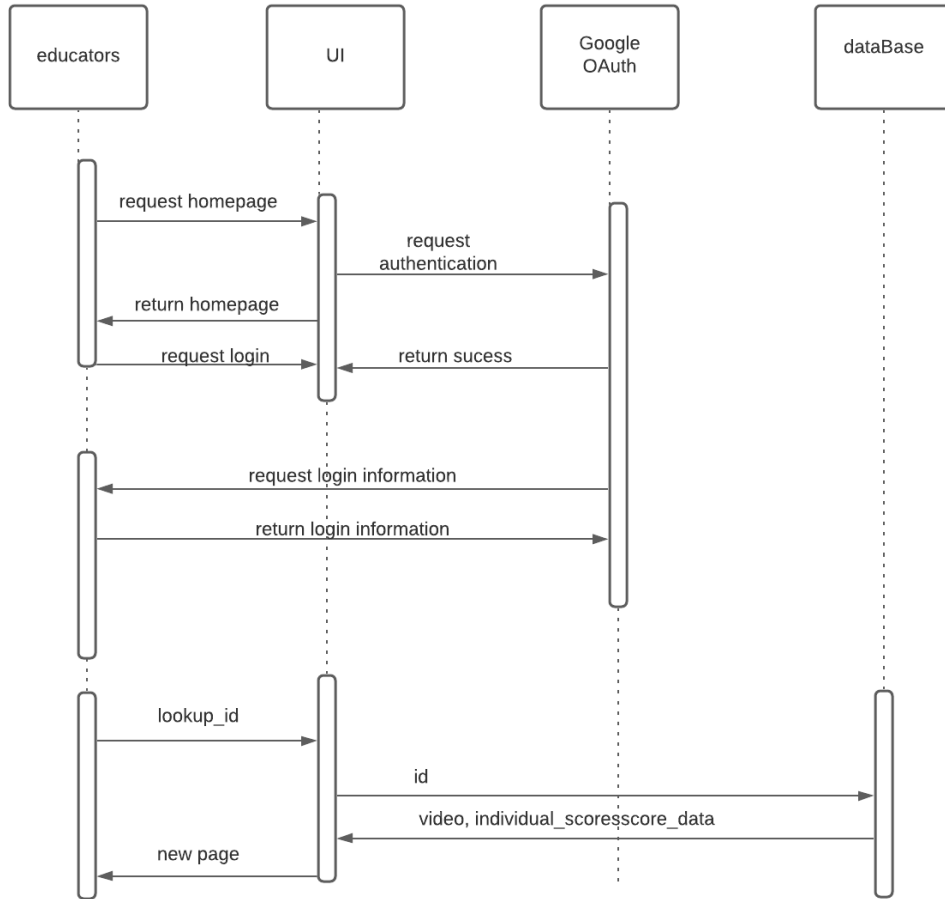 educators
UI
Google
OAuth
dataBase
request homepage
request
authentication
return homepage
request login
return sucess
request login information
return login information
lookup_id
id
video, individual_scoresscore_data
new page